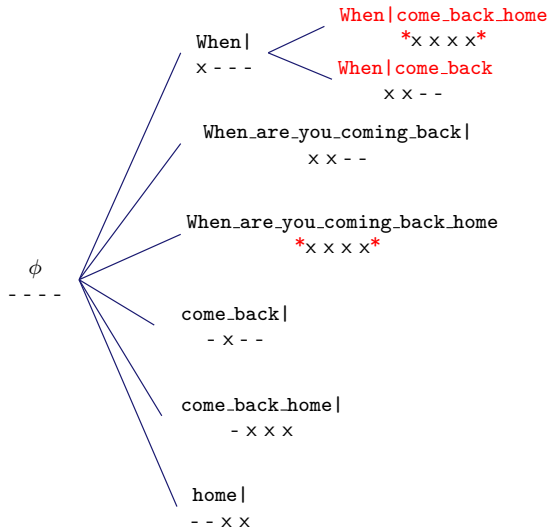 When|come_back_home
*x x x x*
When|
x - - -
When|come_back
x x - -
When_are_you_coming_back|
x x - -
When_are_you_coming_back_home
*x x x x*
ϕ
- - - -
come_back|
- x - -
come_back_home|
- x x x
home|
- - x x